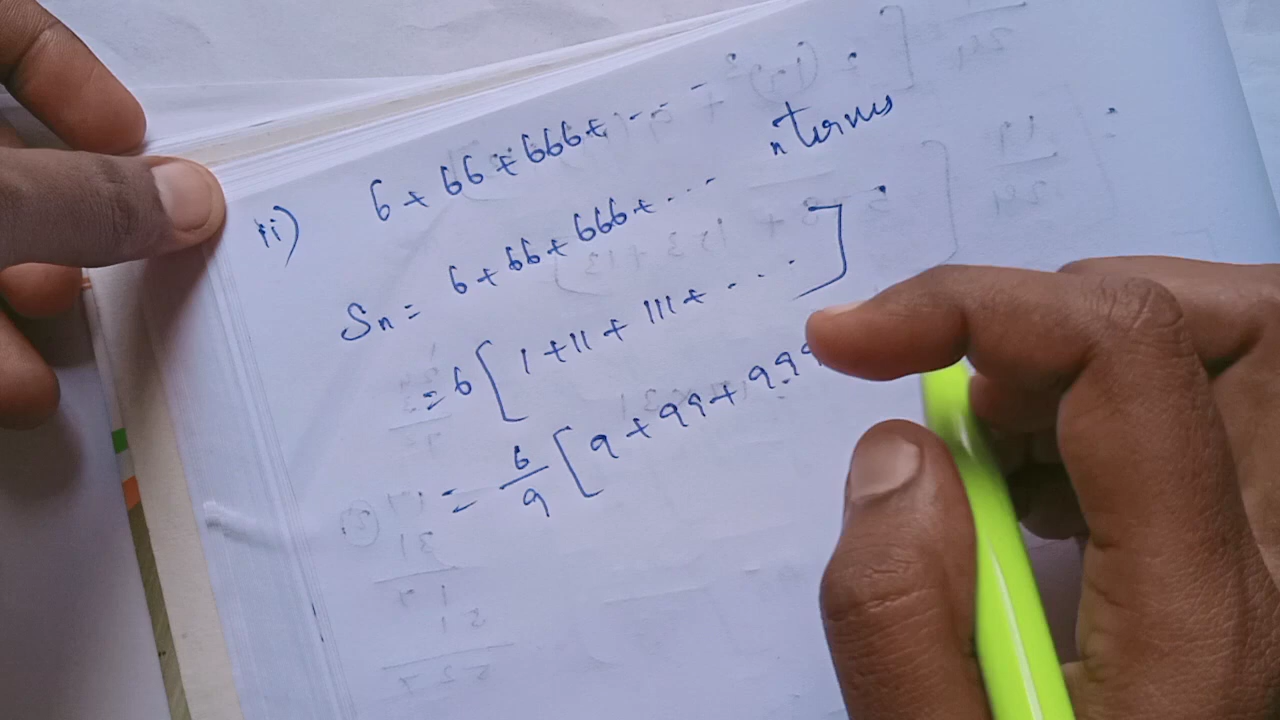 ii) 6 + 66 + 666 + - - - -
n terms
Sn = 6 + 66 + 666 + - - -
= 6 [ 1 + 11 + 111 + - - - ]
= 6/9 [ 9 + 99 + 999